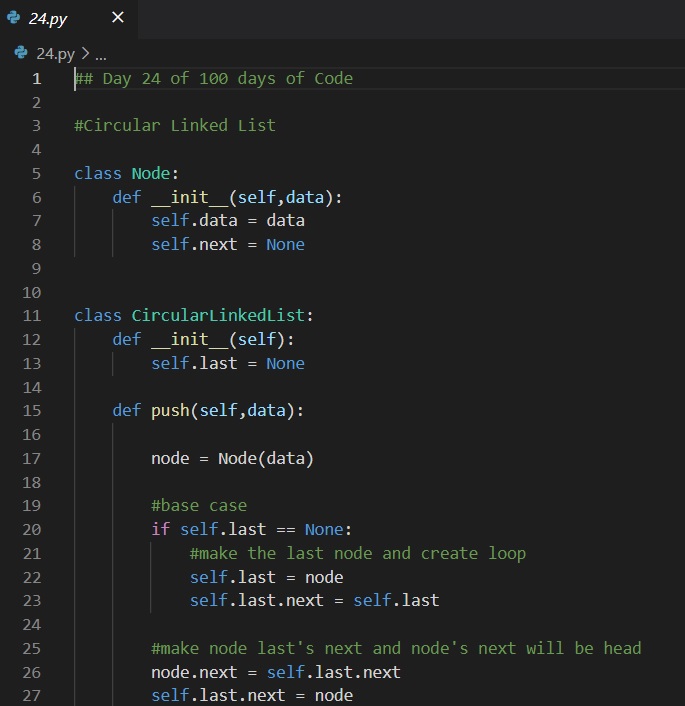 24.py ×
24.py > ...
1 ## Day 24 of 100 days of Code
2
3 #Circular Linked List
4
5 class Node:
6     def __init__(self,data):
7         self.data = data
8         self.next = None
9
10
11 class CircularLinkedList:
12     def __init__(self):
13         self.last = None
14
15     def push(self,data):
16
17         node = Node(data)
18
19         #base case
20         if self.last == None:
21             #make the last node and create loop
22             self.last = node
23             self.last.next = self.last
24
25         #make node last's next and node's next will be head
26         node.next = self.last.next
27         self.last.next = node